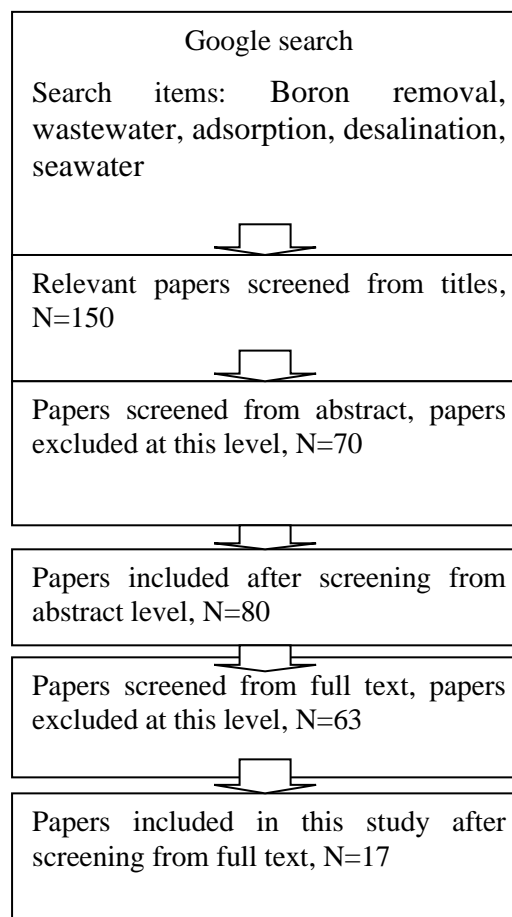 Google search
Search items: Boron removal,
wastewater, adsorption, desalination,
seawater
Relevant papers screened from titles,
N=150
Papers screened from abstract, papers
excluded at this level, N=70
Papers included after screening from
abstract level, N=80
Papers screened from full text, papers
excluded at this level, N=63
Papers included in this study after
screening from full text, N=17